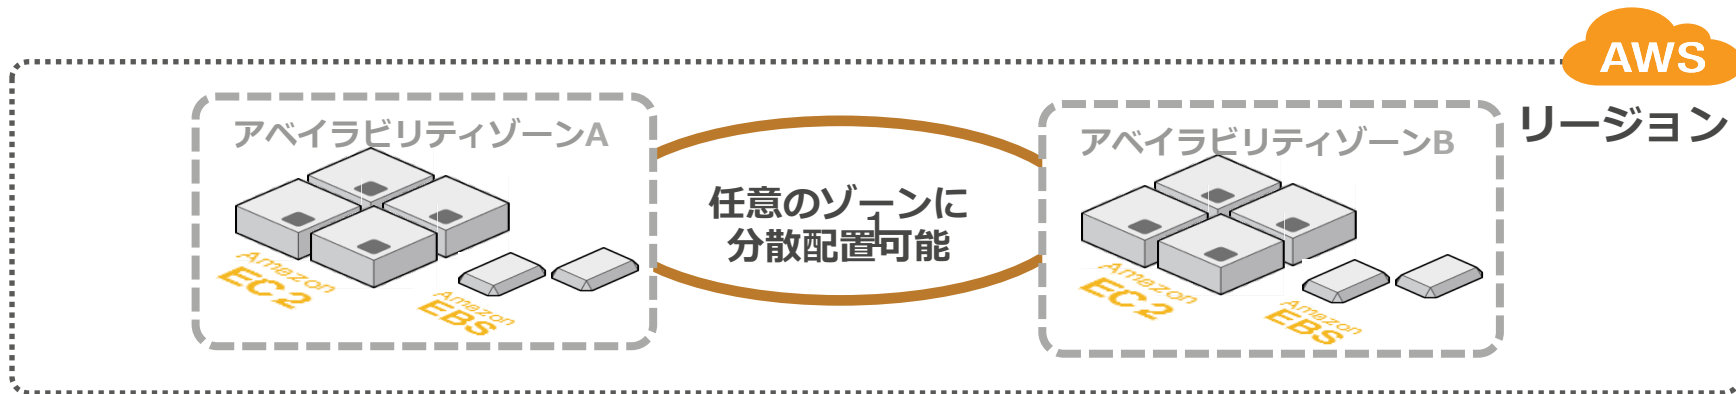 AWS
リージョン
アベイラビリティゾーンA
Amazon
EC2
Amazon
EBS
任意のゾーンに
分散配置可能
1
アベイラビリティゾーンB
Amazon
EC2
Amazon
EBS